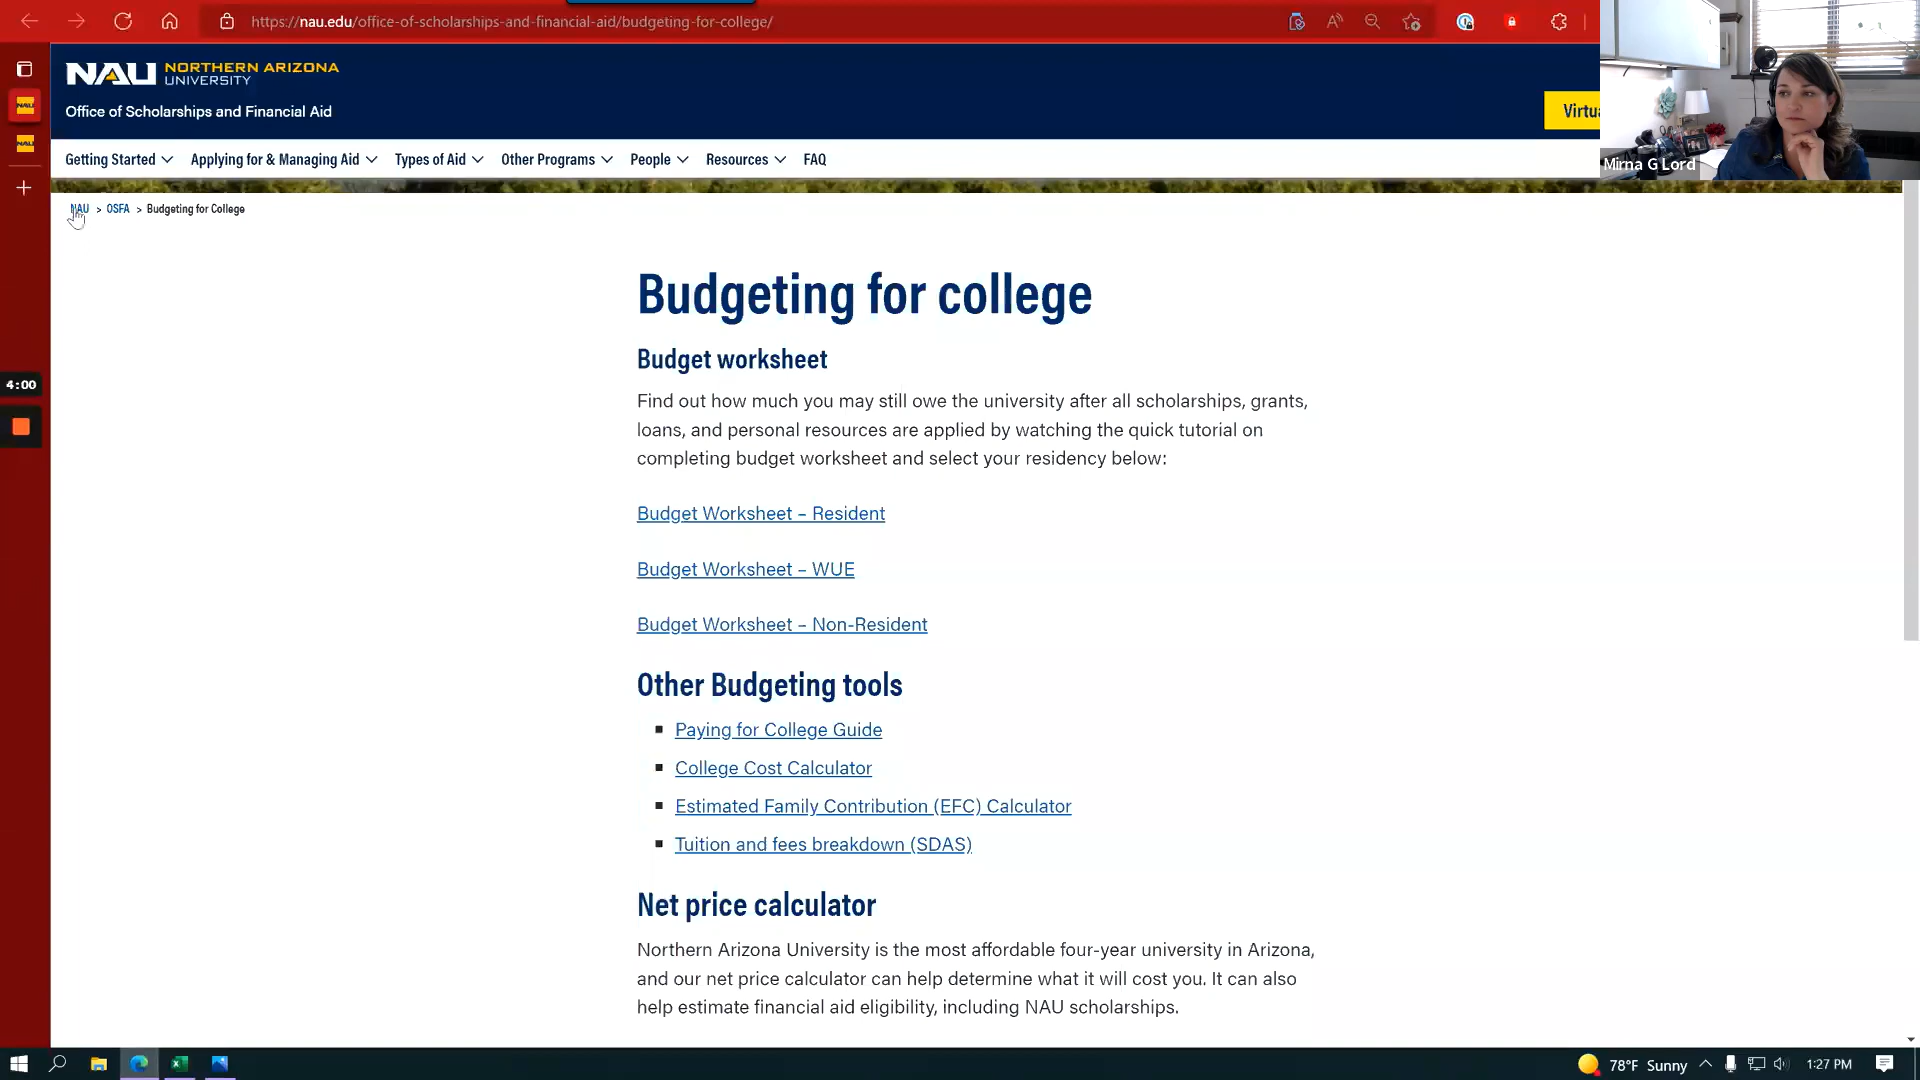 https://nau.edu/office-of-scholarships-and-financial-aid/budgeting-for-college/
NAU NORTHERN ARIZONA
UNIVERSITY
Office of Scholarships and Financial Aid
Virtua
Getting Started Applying for & Managing Aid Types of Aid Other Programs People Resources FAQ
Mirna G Lord
NAU > OSFA > Budgeting for College
Budgeting for college
Budget worksheet
4:00
Find out how much you may still owe the university after all scholarships, grants,
loans, and personal resources are applied by watching the quick tutorial on
completing budget worksheet and select your residency below:
Budget Worksheet – Resident
Budget Worksheet – WUE
Budget Worksheet – Non-Resident
Other Budgeting tools
Paying for College Guide
College Cost Calculator
Estimated Family Contribution (EFC) Calculator
Tuition and fees breakdown (SDAS)
Net price calculator
Northern Arizona University is the most affordable four-year university in Arizona,
and our net price calculator can help determine what it will cost you. It can also
help estimate financial aid eligibility, including NAU scholarships.
78°F Sunny 1:27 PM